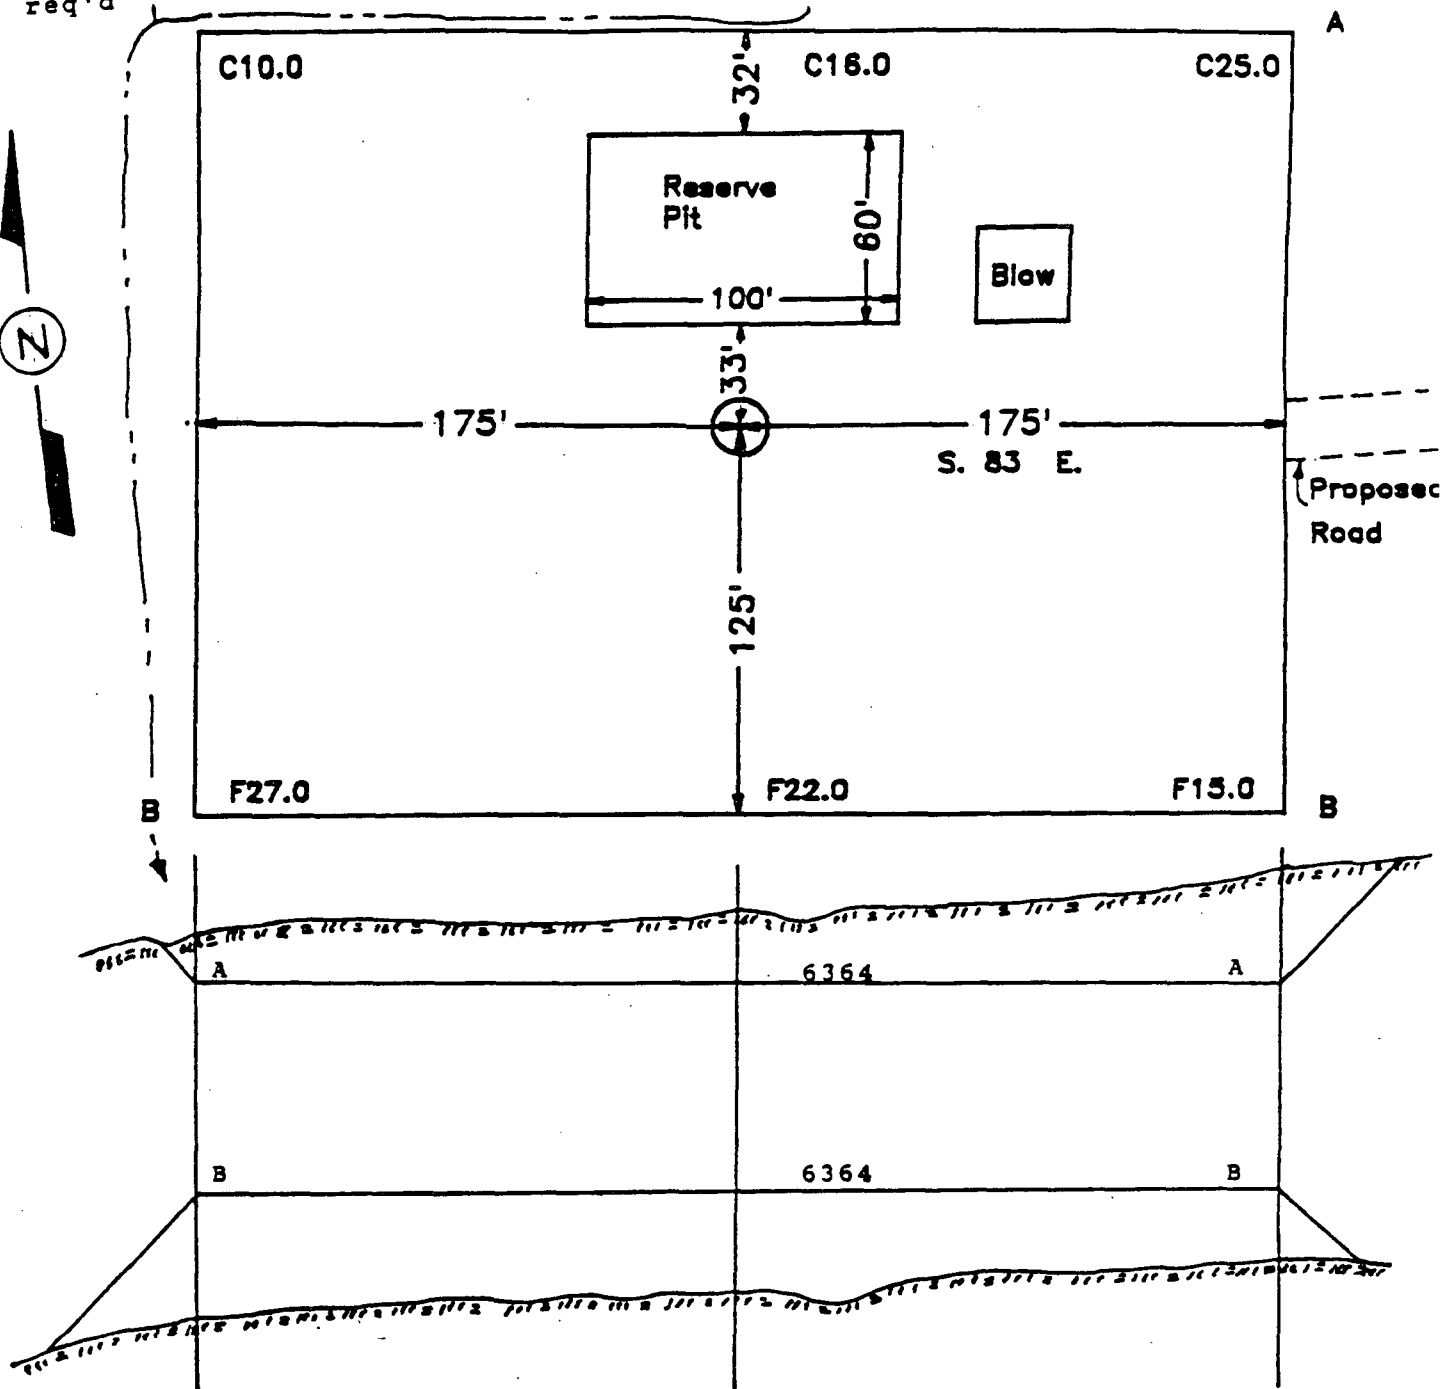 req'd
A
C10.0
32'
C16.0
C25.0
Reserve
Pit
60'
100'
Blow
N
33'
175'
175'
S. 83 E.
Proposed
Road
125'
F27.0
F22.0
F15.0
B
B
A
6364
A
B
6364
B